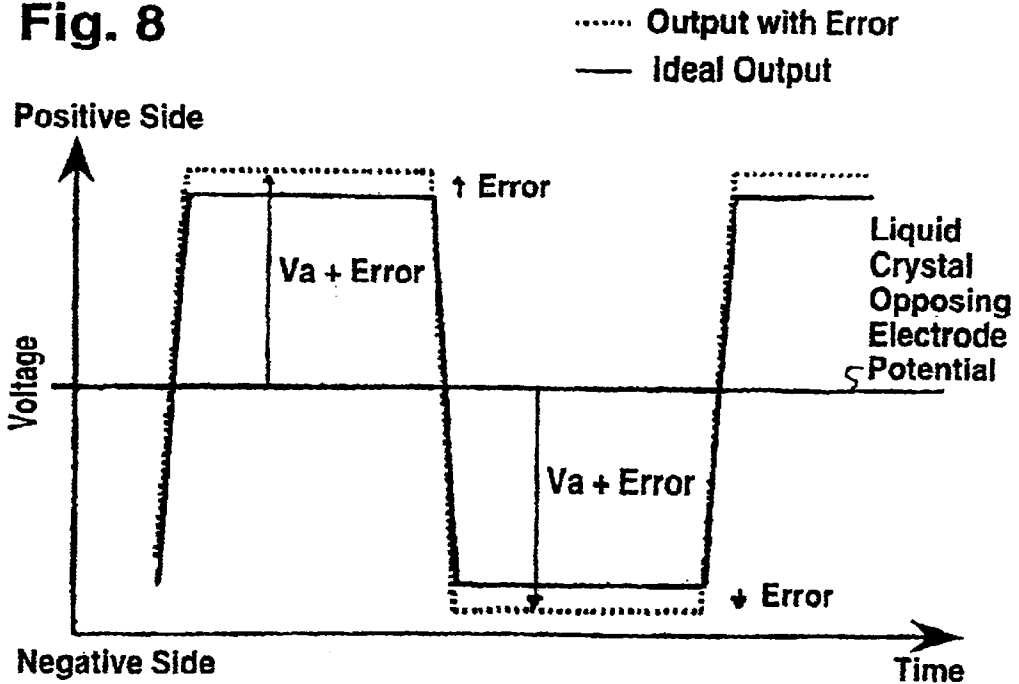 Fig. 8
Output with Error
Ideal Output
Positive Side
Error
Va + Error
Liquid
Crystal
Opposing
Electrode
Potential
Voltage
Va + Error
Error
Negative Side
Time